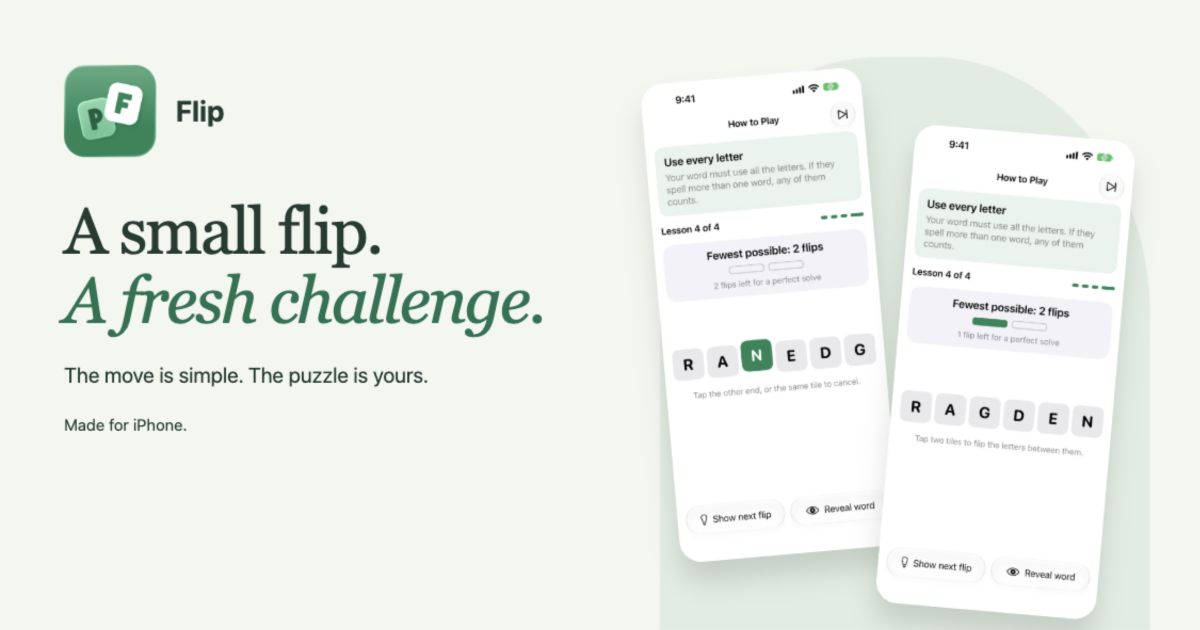 P F
Flip
A small flip.
A fresh challenge.
The move is simple. The puzzle is yours.
Made for iPhone.
9:41
How to Play
Use every letter
Your word must use all the letters. If they
spell more than one word, any of them
counts.
Lesson 4 of 4
Fewest possible: 2 flips
2 flips left for a perfect solve
R A N E D G
Tap the other end, or the same tile to cancel.
Show next flip
Reveal word
9:41
How to Play
Use every letter
Your word must use all the letters. If they
spell more than one word, any of them
counts.
Lesson 4 of 4
Fewest possible: 2 flips
1 flip left for a perfect solve
R A G D E N
Tap two tiles to flip the letters between them.
Show next flip
Reveal word